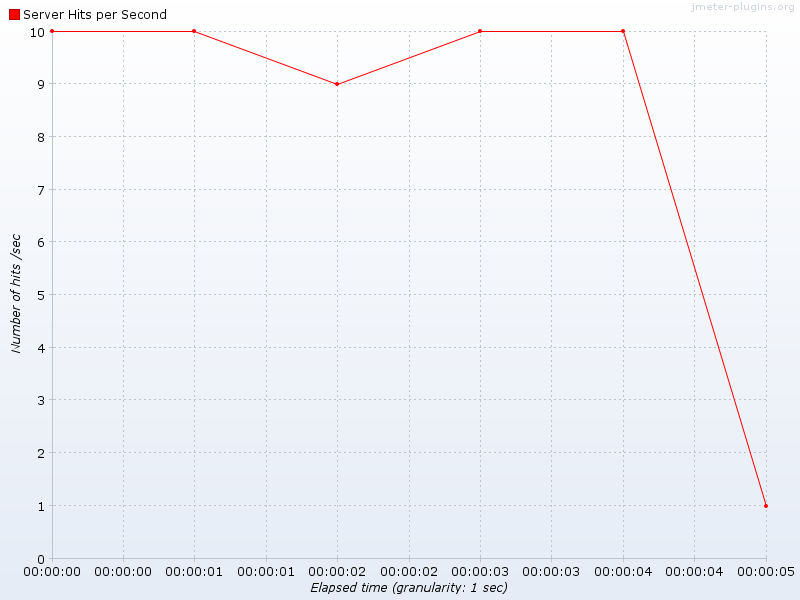 jmeter-plugins.org
Server Hits per Second
10
9
8
7
6
5
4
3
2
1
0
Number of hits /sec
00:00:00 00:00:00 00:00:01 00:00:01 00:00:02 00:00:02 00:00:03 00:00:03 00:00:04 00:00:04 00:00:05
Elapsed time (granularity: 1 sec)